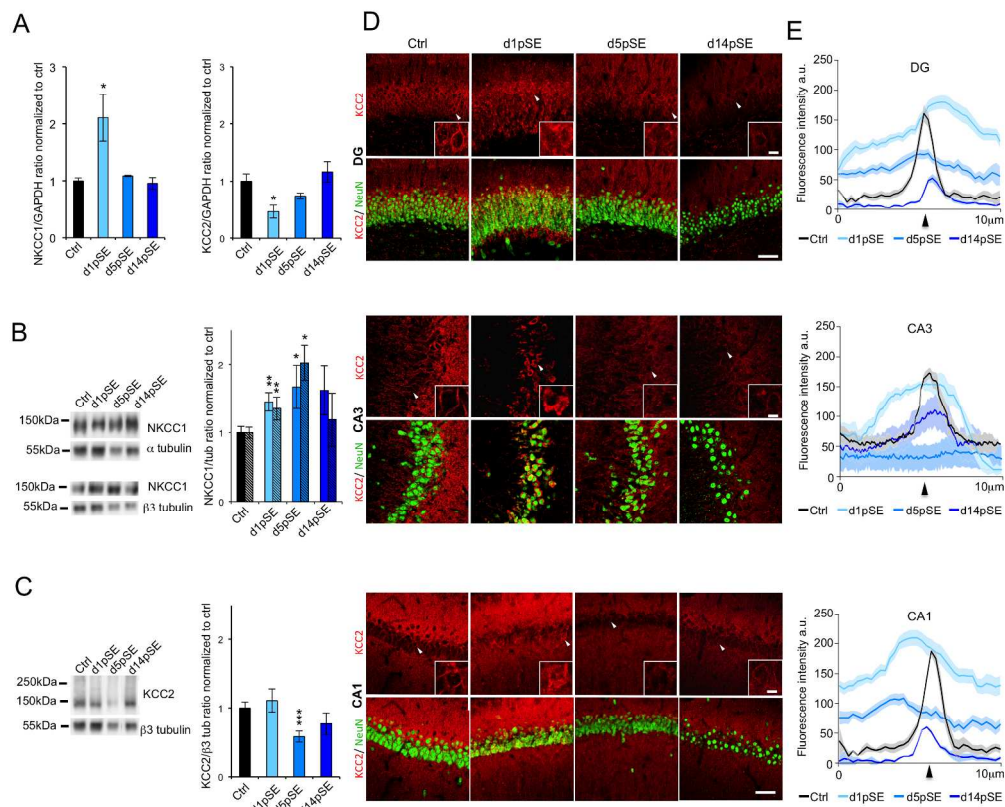 A
NKCC1/GAPDH ratio normalized to ctrl
3
2
1
0
*
Ctrl
d1pSE
d5pSE
d14pSE
KCC2/GAPDH ratio normalized to ctrl
3
2
1
0
*
Ctrl
d1pSE
d5pSE
d14pSE
B
Ctrl
d1pSE
d5pSE
d14pSE
150kDa
NKCC1
55kDa
α tubulin
150kDa
NKCC1
55kDa
β3 tubulin
NKCC1/tub ratio normalized to ctrl
2
1
0
** ** * *
Ctrl
d1pSE
d5pSE
d14pSE
C
Ctrl
d1pSE
d5pSE
d14pSE
250kDa
150kDa
KCC2
55kDa
β3 tubulin
KCC2/β3 tub ratio normalized to ctrl
2
1
0
***
Ctrl
d1pSE
d5pSE
d14pSE
D
Ctrl d1pSE d5pSE d14pSE
DG
KCC2
KCC2/ NeuN
CA3
KCC2
KCC2/ NeuN
CA1
KCC2
KCC2/ NeuN
E
DG
Fluorescence intensity a.u.
250
200
150
100
50
0
0 10μm
Ctrl d1pSE d5pSE d14pSE
CA3
Fluorescence intensity a.u.
250
200
150
100
50
0
0 10μm
Ctrl d1pSE d5pSE d14pSE
CA1
Fluorescence intensity a.u.
250
200
150
100
50
0
0 10μm
Ctrl d1pSE d5pSE d14pSE